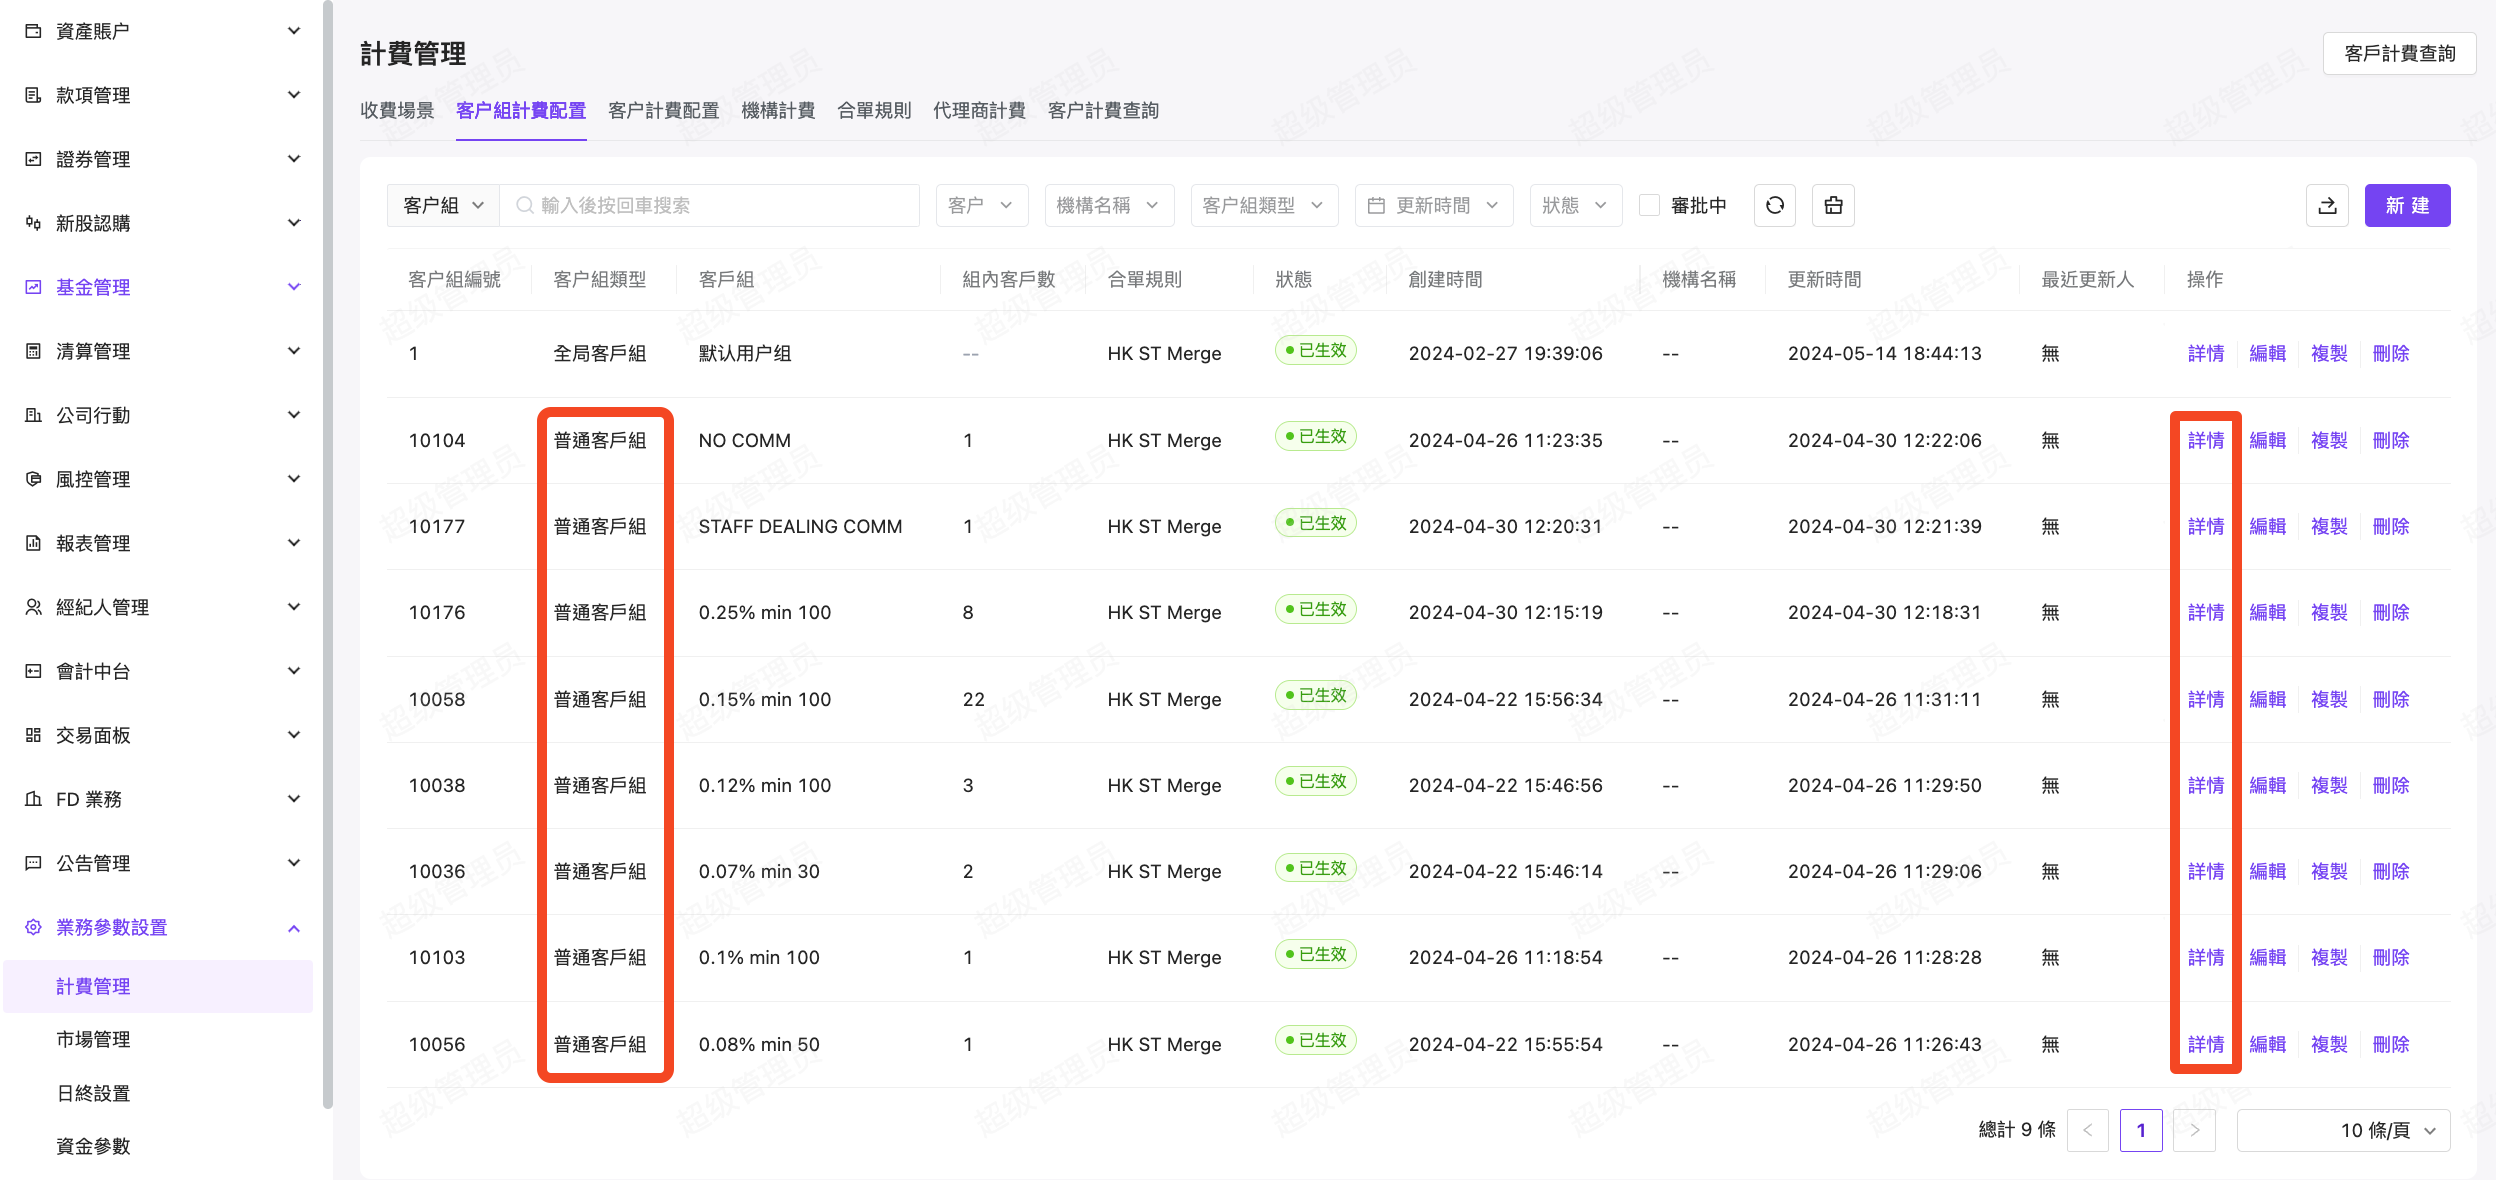 資產賬户
款項管理
證券管理
新股認購
基金管理
清算管理
公司行動
風控管理
報表管理
經紀人管理
會計中台
交易面板
FD 業務
公告管理
業務參數設置
計費管理
市場管理
日終設置
資金參數
計費管理
客戶計費查詢
收費場景 客户組計費配置 客户計費配置 機構計費 合單規則 代理商計費 客户計費查詢
客户組 輸入後按回車搜索 客户 機構名稱 客户組類型 更新時間 狀態 審批中 新 建
客户組編號 客户組類型 客戶組 組內客戶數 合單規則 狀態 創建時間 機構名稱 更新時間 最近更新人 操作
1 全局客戶組 默认用户组 -- HK ST Merge 已生效 2024-02-27 19:39:06 -- 2024-05-14 18:44:13 無 詳情 編輯 複製 刪除
10104 普通客戶組 NO COMM 1 HK ST Merge 已生效 2024-04-26 11:23:35 -- 2024-04-30 12:22:06 無 詳情 編輯 複製 刪除
10177 普通客戶組 STAFF DEALING COMM 1 HK ST Merge 已生效 2024-04-30 12:20:31 -- 2024-04-30 12:21:39 無 詳情 編輯 複製 刪除
10176 普通客戶組 0.25% min 100 8 HK ST Merge 已生效 2024-04-30 12:15:19 -- 2024-04-30 12:18:31 無 詳情 編輯 複製 刪除
10058 普通客戶組 0.15% min 100 22 HK ST Merge 已生效 2024-04-22 15:56:34 -- 2024-04-26 11:31:11 無 詳情 編輯 複製 刪除
10038 普通客戶組 0.12% min 100 3 HK ST Merge 已生效 2024-04-22 15:46:56 -- 2024-04-26 11:29:50 無 詳情 編輯 複製 刪除
10036 普通客戶組 0.07% min 30 2 HK ST Merge 已生效 2024-04-22 15:46:14 -- 2024-04-26 11:29:06 無 詳情 編輯 複製 刪除
10103 普通客戶組 0.1% min 100 1 HK ST Merge 已生效 2024-04-26 11:18:54 -- 2024-04-26 11:28:28 無 詳情 編輯 複製 刪除
10056 普通客戶組 0.08% min 50 1 HK ST Merge 已生效 2024-04-22 15:55:54 -- 2024-04-26 11:26:43 無 詳情 編輯 複製 刪除
總計 9 條 < 1 > 10 條/頁
超级管理员